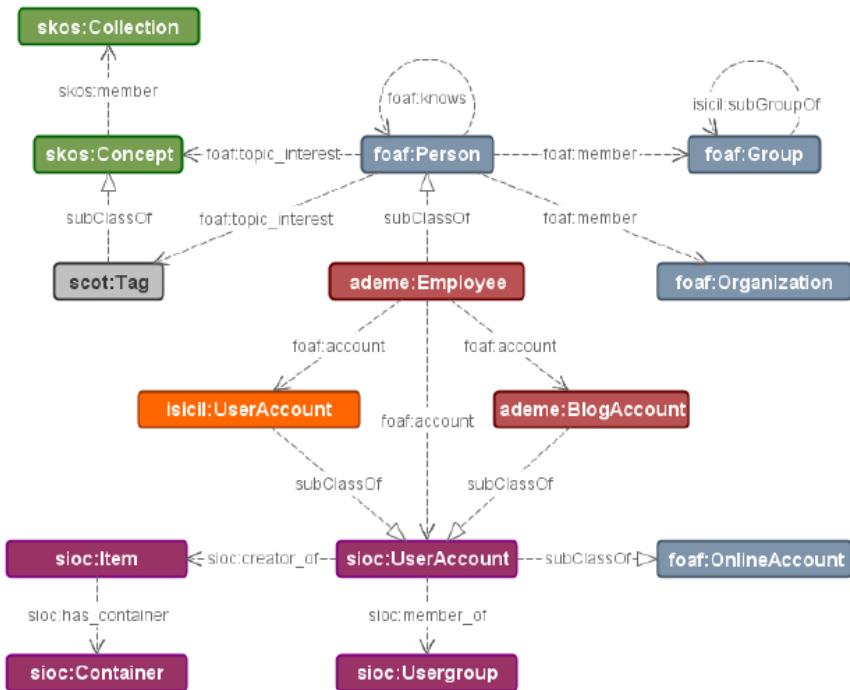 skos:Collection
skos:member
foaf:knows
isicil:subGroupOf
skos:Concept
foaf:topic_interest
foaf:Person
foaf:member
foaf:Group
subClassOf
foaf:topic_interest
subClassOf
foaf:member
scot:Tag
ademe:Employee
foaf:Organization
foaf:account
foaf:account
isicil:UserAccount
foaf:account
ademe:BlogAccount
subClassOf
subClassOf
sioc:Item
sioc:creator_of
sioc:UserAccount
subClassOf
foaf:OnlineAccount
sioc:has_container
sioc:member_of
sioc:Container
sioc:Usergroup